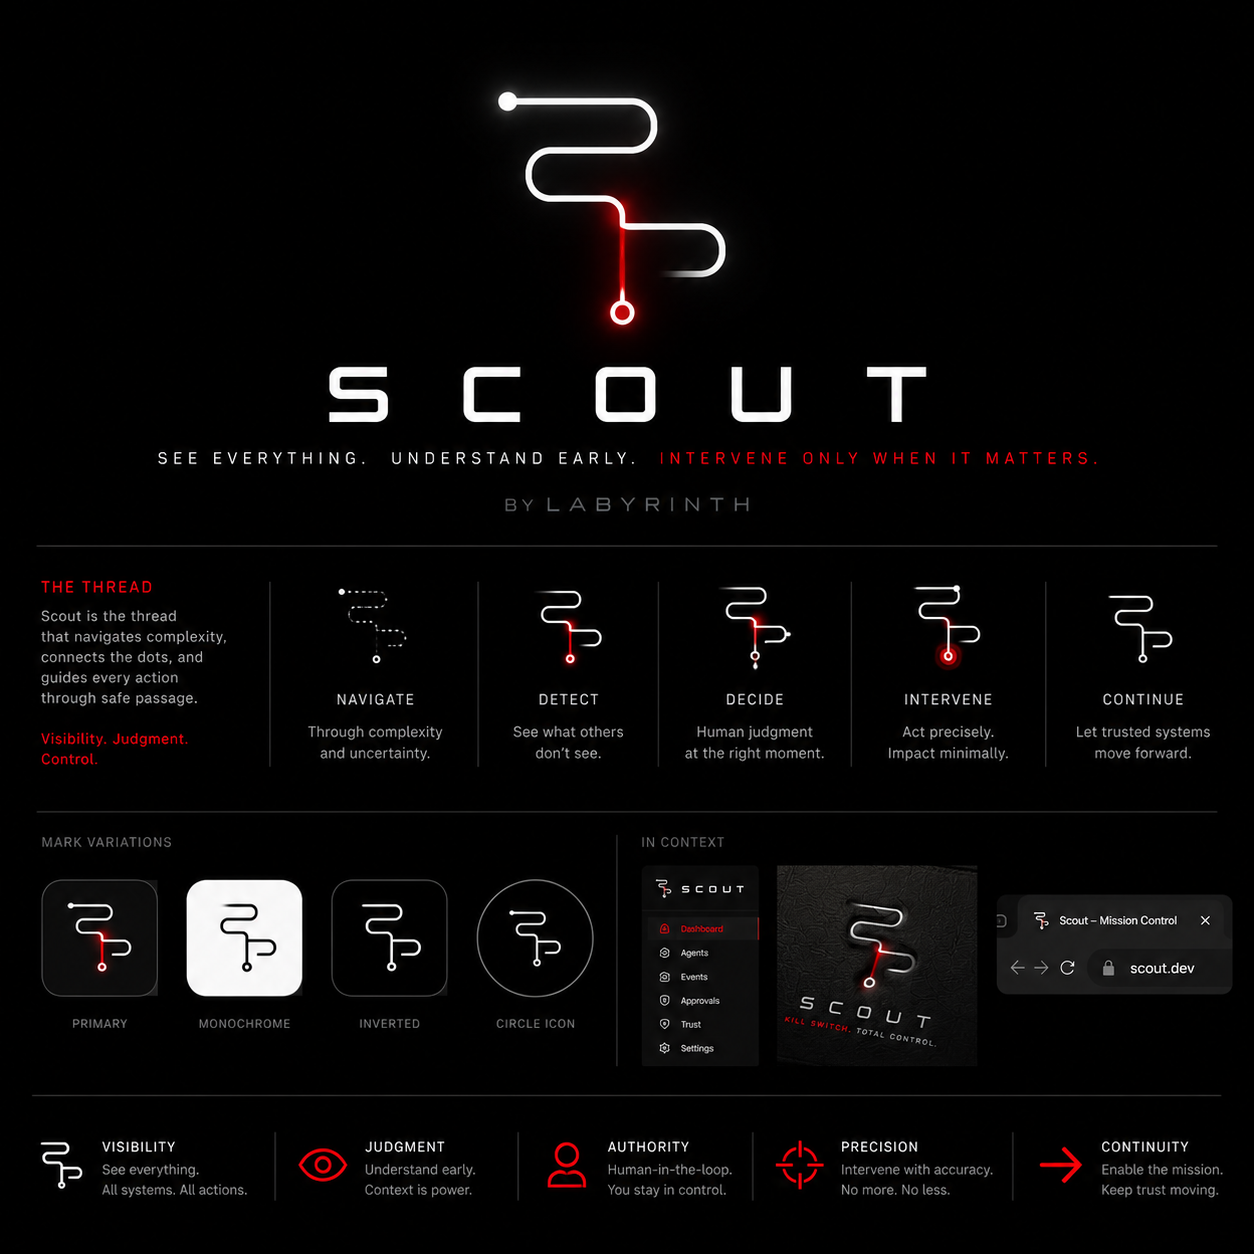 SCOUT
SEE EVERYTHING. UNDERSTAND EARLY. INTERVENE ONLY WHEN IT MATTERS.
BY LABYRINTH
THE THREAD
Scout is the thread
that navigates complexity,
connects the dots, and
guides every action
through safe passage.
Visibility. Judgment.
Control.
NAVIGATE
Through complexity
and uncertainty.
DETECT
See what others
don't see.
DECIDE
Human judgment
at the right moment.
INTERVENE
Act precisely.
Impact minimally.
CONTINUE
Let trusted systems
move forward.
MARK VARIATIONS
PRIMARY
MONOCHROME
INVERTED
CIRCLE ICON
IN CONTEXT
SCOUT
Dashboard
Agents
Events
Approvals
Trust
Settings
SCOUT
KILL SWITCH. TOTAL CONTROL.
Scout – Mission Control
scout.dev
VISIBILITY
See everything.
All systems. All actions.
JUDGMENT
Understand early.
Context is power.
AUTHORITY
Human-in-the-loop.
You stay in control.
PRECISION
Intervene with accuracy.
No more. No less.
CONTINUITY
Enable the mission.
Keep trust moving.